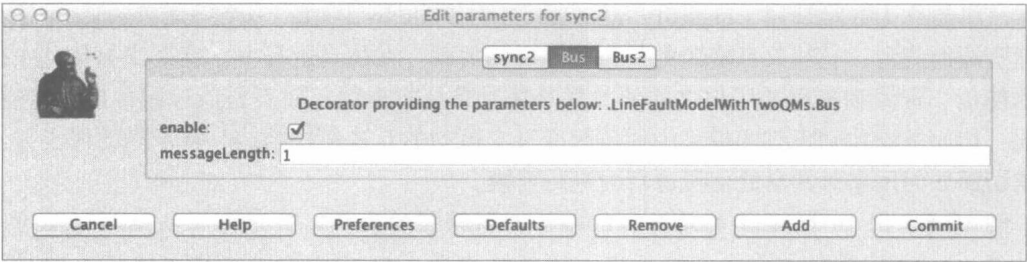 Edit parameters for sync2
sync2 Bus Bus2
Decorator providing the parameters below: .LineFaultModelWithTwoQMs.Bus
enable:
messageLength: 1
Cancel Help Preferences Defaults Remove Add Commit